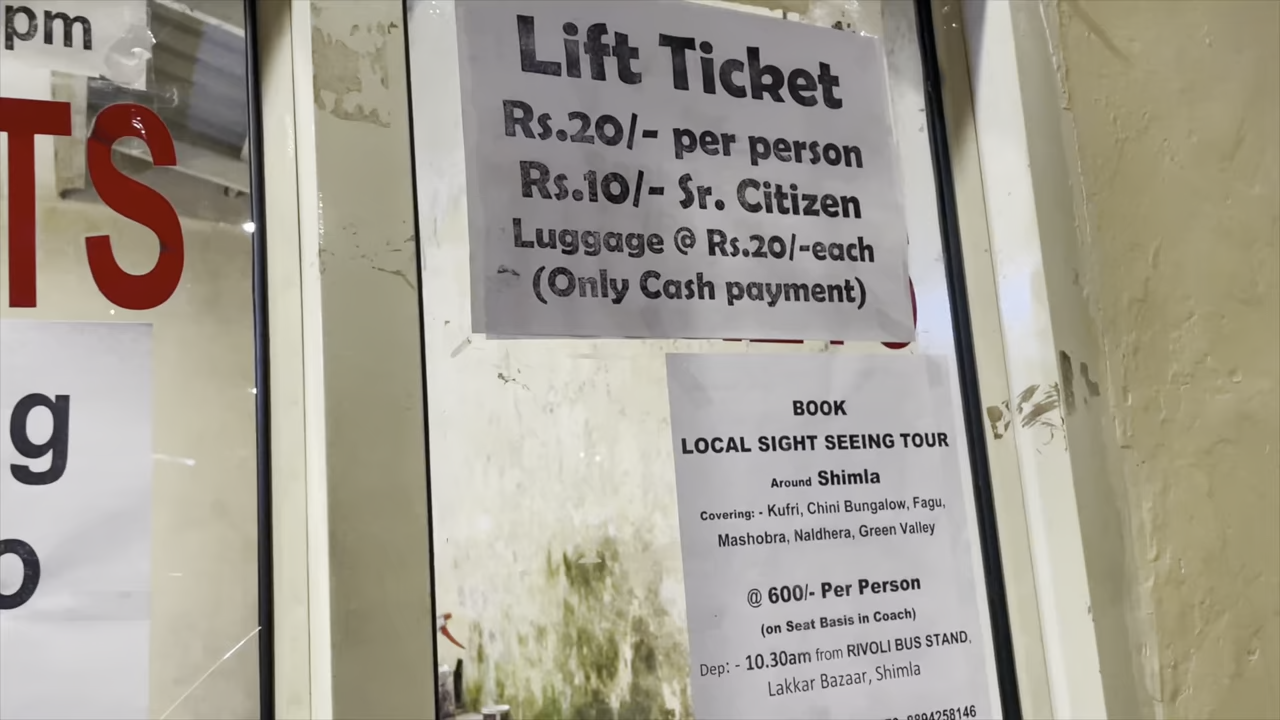 pm
TS
g
Lift Ticket
Rs.20/- per person
Rs.10/- Sr. Citizen
Luggage @ Rs.20/-each
(Only Cash payment)
BOOK
LOCAL SIGHT SEEING TOUR
Around Shimla
Covering: - Kufri, Chini Bungalow, Fagu,
Mashobra, Naldhera, Green Valley
@ 600/- Per Person
(on Seat Basis in Coach)
Dep: - 10.30am from RIVOLI BUS STAND,
Lakkar Bazaar, Shimla
8894258146